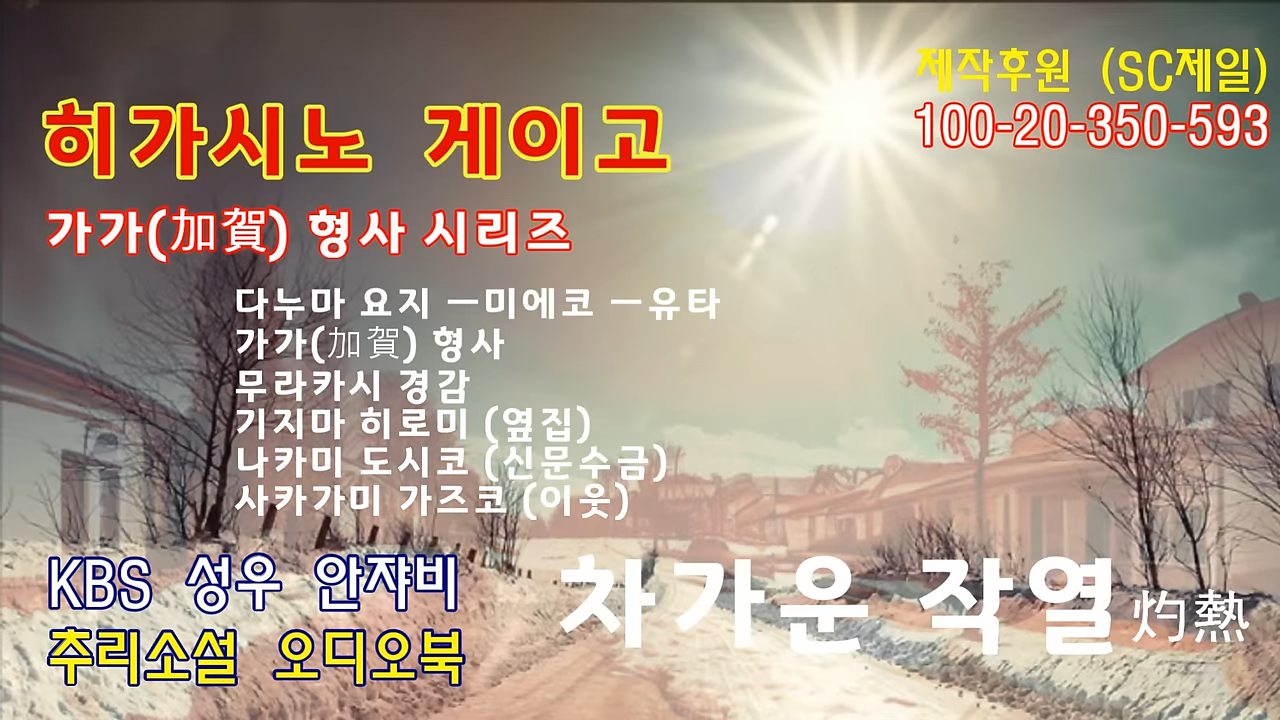 제작후원 (SC제일)
100-20-350-593
히가시노 게이고
가가(加賀) 형사 시리즈
다누마 요지 ㅡ미에코 ㅡ유타
가가(加賀) 형사
무라카시 경감
기지마 히로미 (옆집)
나카미 도시코 (신문수금)
사카가미 가즈코 (이웃)
KBS 성우 안쟈비
추리소설 오디오북
차가운 작열 灼熱